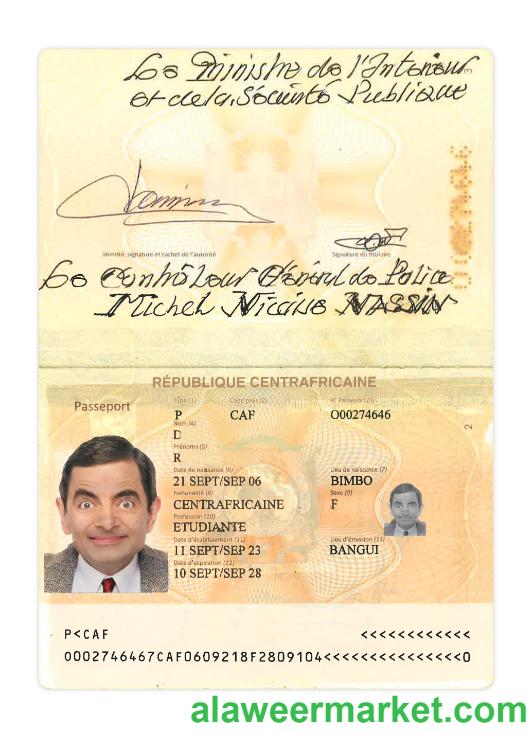 Le Ministre de l'Intérieur
et de la Sécurité Publique
Identité, signature et cachet de l'autorité
Signature du titulaire
Le Contrôleur Général de Police
Michel Nicaise NASSIN
RÉPUBLIQUE CENTRAFRICAINE
Passeport
Type (1) Code pays (2) N° Passeport (3)
P CAF O00274646
Nom (4)
D
Prénoms (5)
R
Date de naissance (6) Lieu de naissance (7)
21 SEPT/SEP 06 BIMBO
Nationalité (8) Sexe (9)
CENTRAFRICAINE F
Profession (10)
ETUDIANTE
Date d'établissement (11) Lieu d'émission (13)
11 SEPT/SEP 23 BANGUI
Date d'expiration (12)
10 SEPT/SEP 28
2
P<CAF <<<<<<<<<<<<
O002746467CAF0609218F2809104<<<<<<<<<<<<<<<0
alaweermarket.com